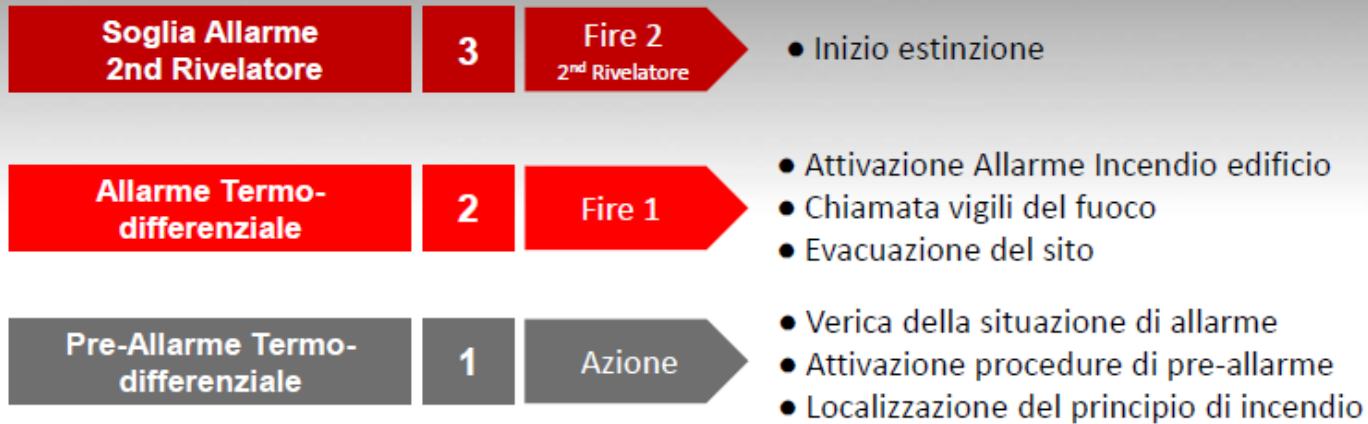 Soglia Allarme
2nd Rivelatore
3
Fire 2
2nd Rivelatore
● Inizio estinzione
Allarme Termo-
differenziale
2
Fire 1
● Attivazione Allarme Incendio edificio
● Chiamata vigili del fuoco
● Evacuazione del sito
Pre-Allarme Termo-
differenziale
1
Azione
● Verica della situazione di allarme
● Attivazione procedure di pre-allarme
● Localizzazione del principio di incendio